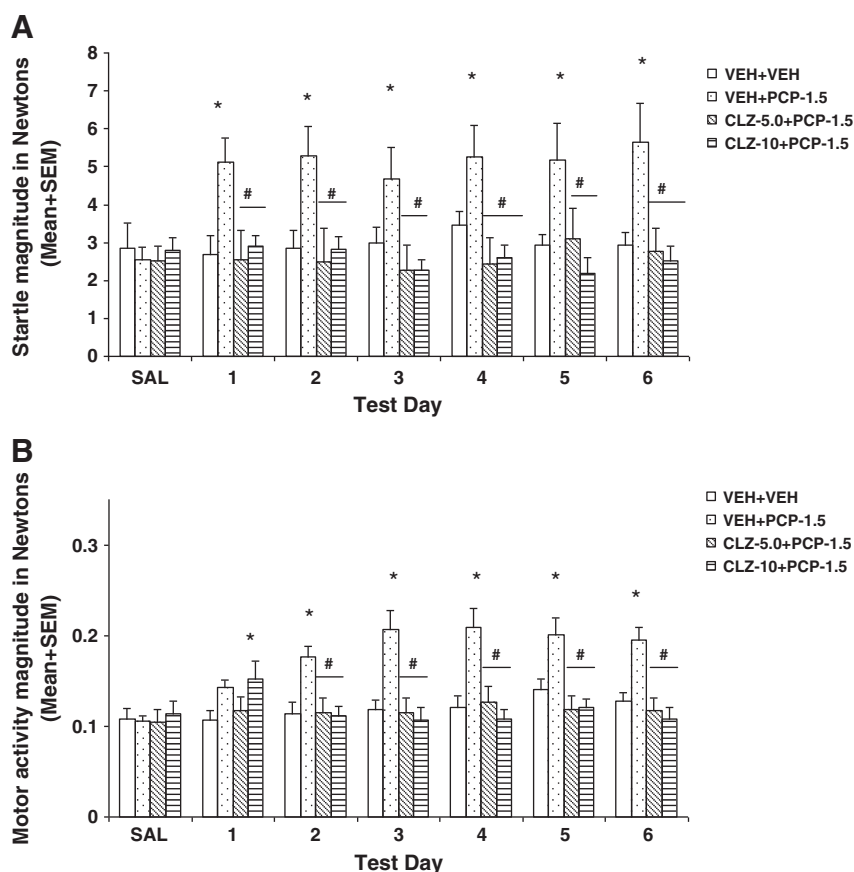 A
Startle magnitude in Newtons
(Mean+SEM)
8
7
6
5
4
3
2
1
0
* * * * * *
# # # # # #
SAL 1 2 3 4 5 6
Test Day
VEH+VEH
VEH+PCP-1.5
CLZ-5.0+PCP-1.5
CLZ-10+PCP-1.5
B
Motor activity magnitude in Newtons
(Mean+SEM)
0.3
0.2
0.1
0
* * * * * *
# # # # #
SAL 1 2 3 4 5 6
Test Day
VEH+VEH
VEH+PCP-1.5
CLZ-5.0+PCP-1.5
CLZ-10+PCP-1.5